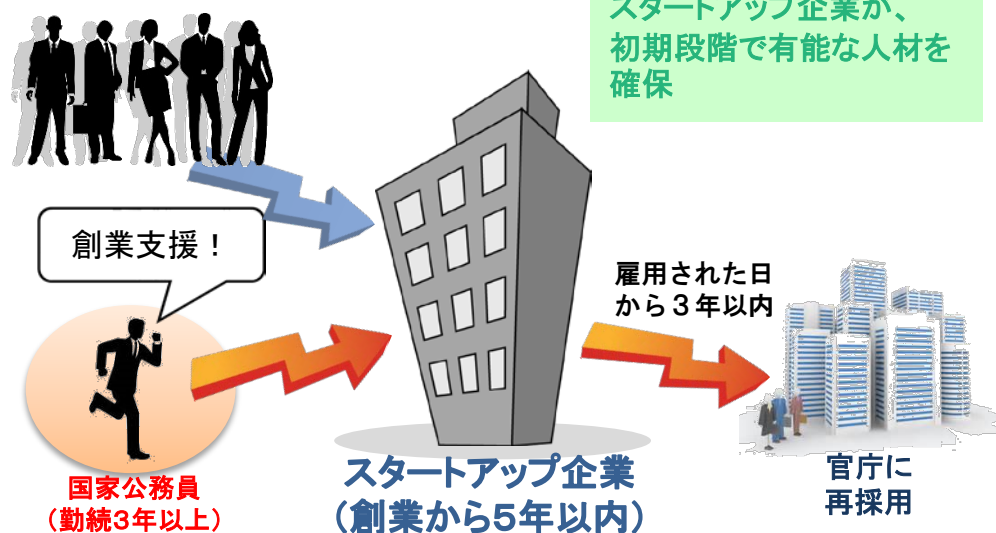 スタートアップ企業が、
初期段階で有能な人材を
確保
創業支援！
雇用された日
から３年以内
国家公務員
（勤続3年以上）
スタートアップ企業
（創業から5年以内）
官庁に
再採用